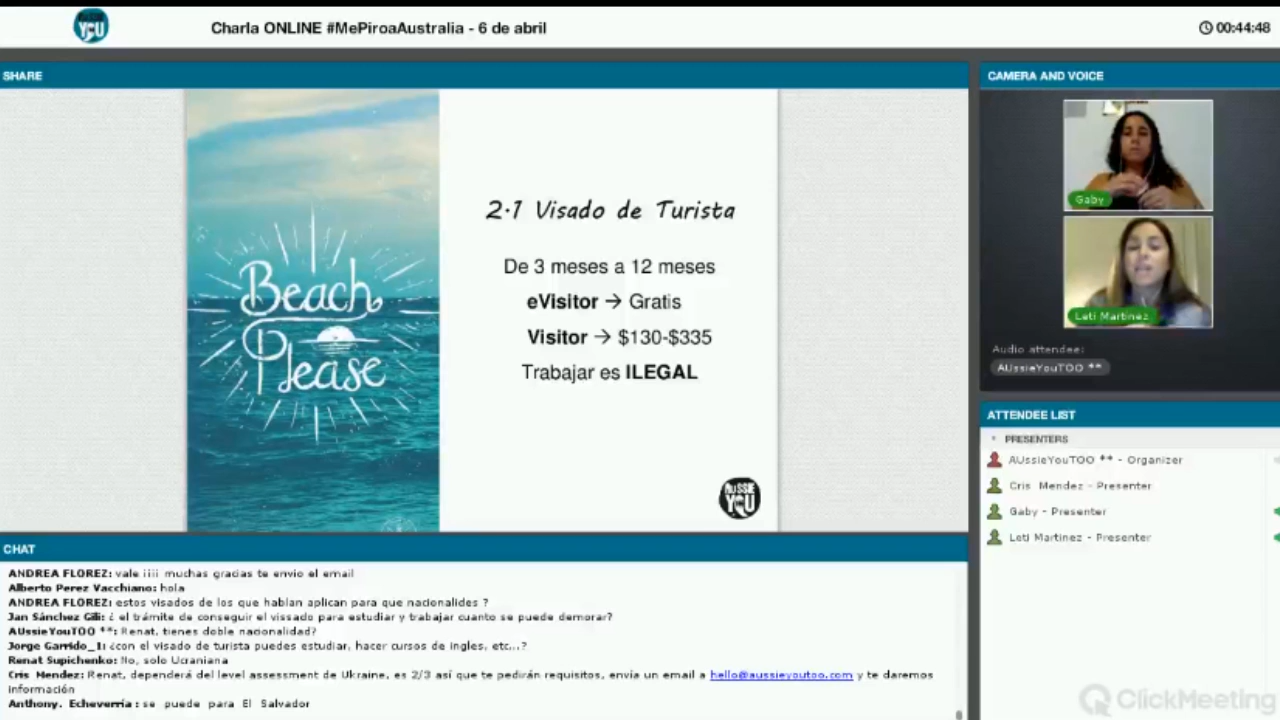 AUSSIE YOU
Charla ONLINE #MePiroaAustralia - 6 de abril
00:44:48
SHARE
Beach
Please
2.1 Visado de Turista
De 3 meses a 12 meses
eVisitor → Gratis
Visitor → $130-$335
Trabajar es ILEGAL
AUSSIE YOU
CAMERA AND VOICE
Gaby
Leti Martinez
Audio attendee:
AUssieYouTOO **
ATTENDEE LIST
PRESENTERS
AUssieYouTOO ** - Organizer
Cris Mendez - Presenter
Gaby - Presenter
Leti Martinez - Presenter
CHAT
ANDREA FLOREZ: vale ¡¡¡¡ muchas gracias te envio el email
Alberto Perez Vacchiano: hola
ANDREA FLOREZ: estos visados de los que hablan aplican para que nacionalides ?
Jan Sánchez Gili: ¿ el trámite de conseguir el vissado para estudiar y trabajar cuanto se puede demorar?
AUssieYouTOO **: Renat, tienes doble nacionalidad?
Jorge Garrido_1: ¿con el visado de turista puedes estudiar, hacer cursos de ingles, etc...?
Renat Supichenko: No, solo Ucraniana
Cris Mendez: Renat, dependerá del level assessment de Ukraine, es 2/3 así que te pedirán requisitos, envía un email a hello@aussieyoutoo.com y te daremos
información
Anthony. Echeverría : se puede para El Salvador
ClickMeeting